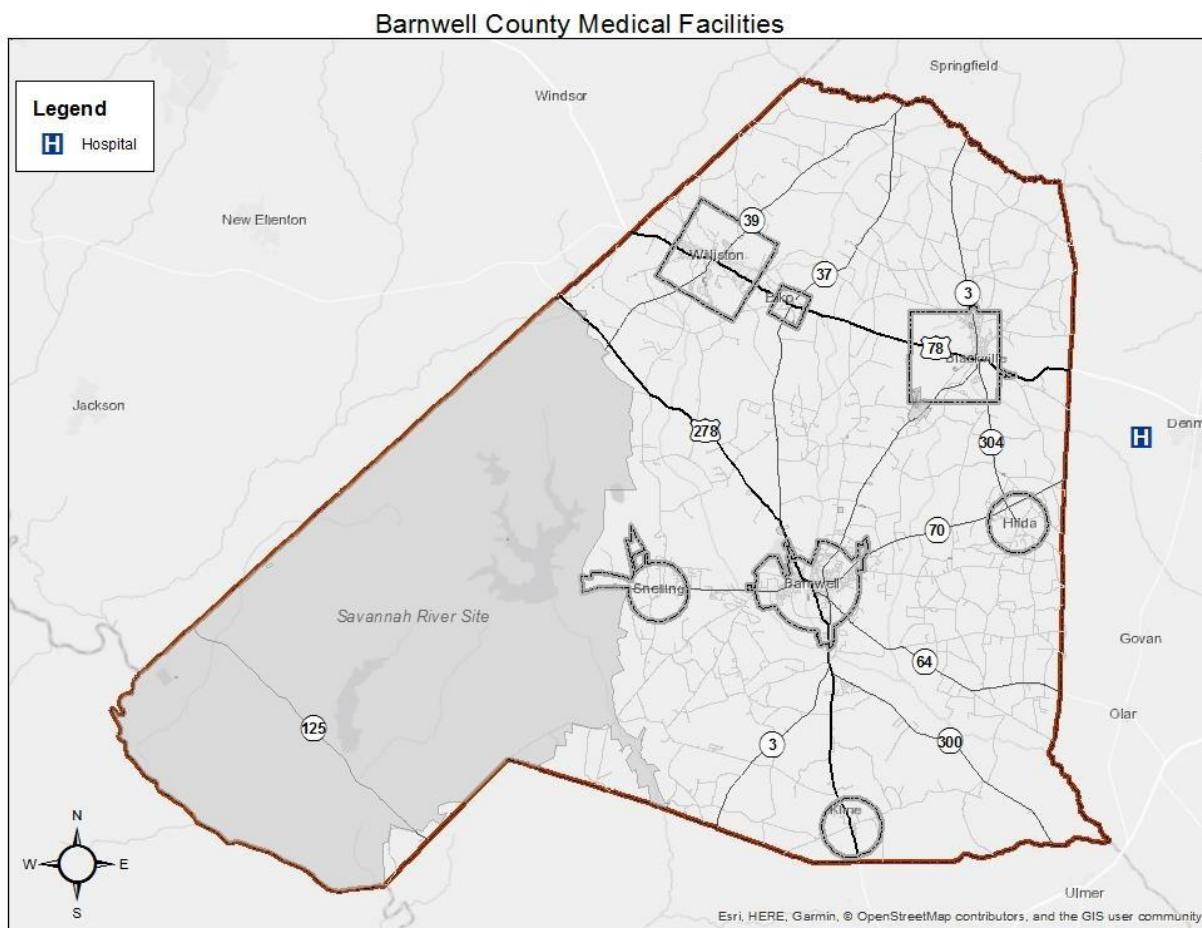 Barnwell County Medical Facilities
Legend
H Hospital
Springfield
Windsor
New Ellenton
39
Williston
37
Elko
3
78
Blackville
Jackson
278
304
H
Denm
70
Hilda
Snelling
Barnwell
Savannah River Site
64
Govan
125
3
300
Olar
Kline
N
W E
S
Ulmer
Esri, HERE, Garmin, © OpenStreetMap contributors, and the GIS user community